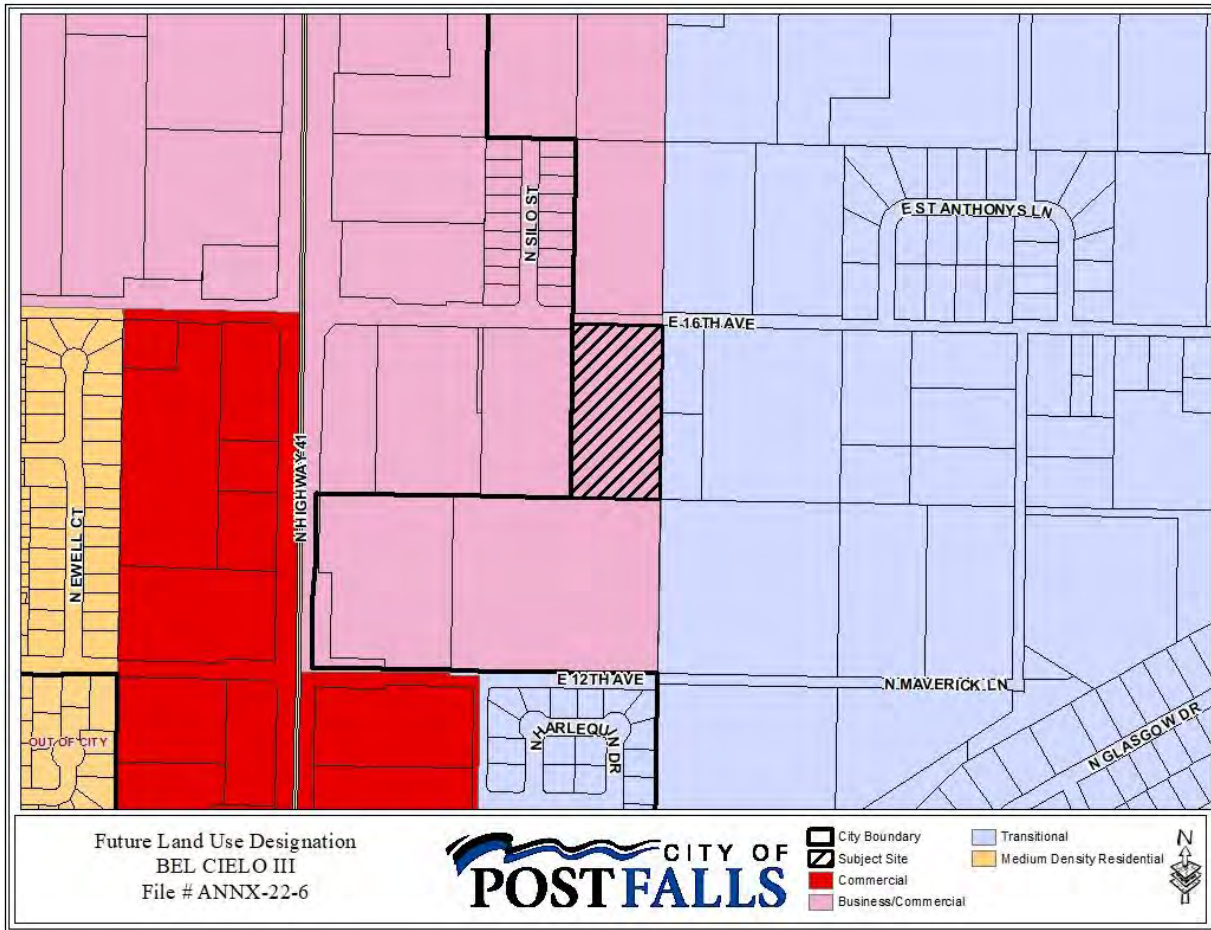 N SILO ST
E ST ANTHONYS LN
E 16TH AVE
N HIGHWAY 41
N EWELL CT
E 12TH AVE
N MAVERICK LN
N HARLEQUIN DR
N GLASGOW DR
OUT OF CITY
Future Land Use Designation
BEL CIELO III
File # ANNX-22-6
CITY OF
POST FALLS
City Boundary
Subject Site
Commercial
Business/Commercial
Transitional
Medium Density Residential
N